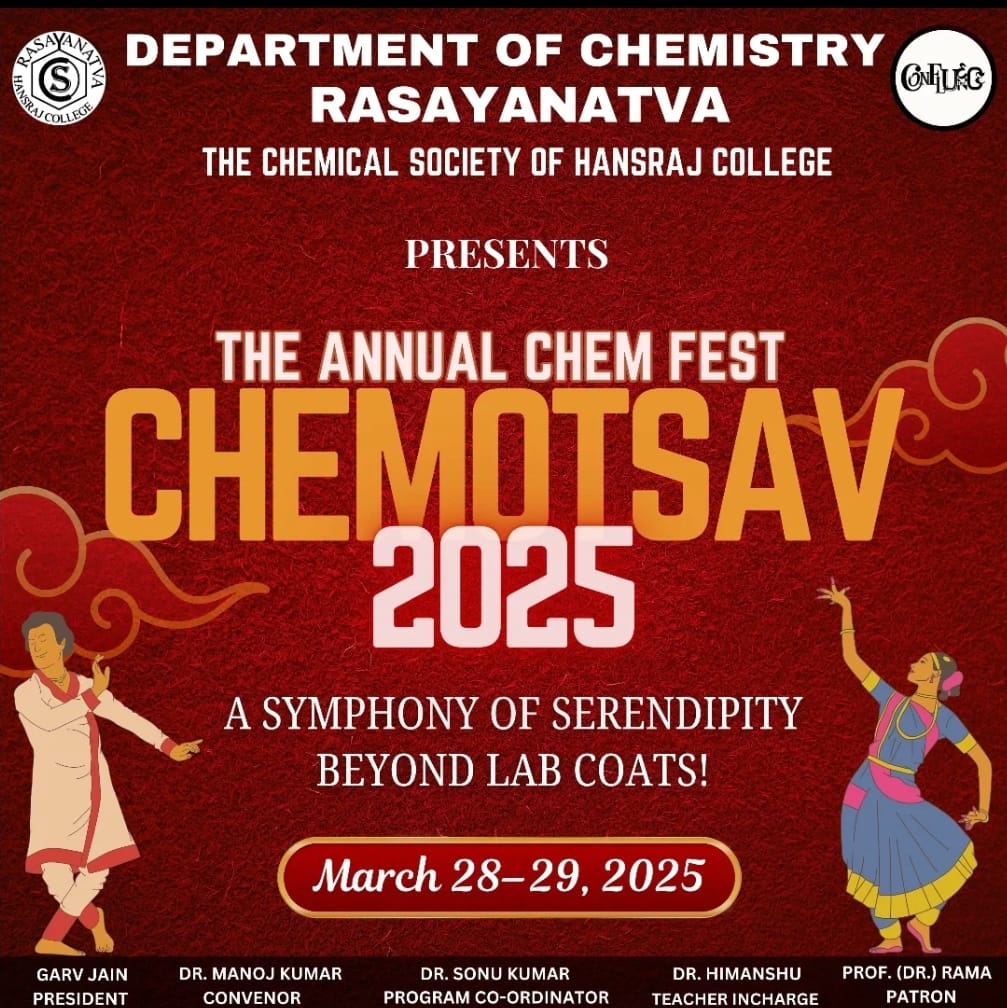 RASAYANATVA
HANSRAJ COLLEGE
CONFLUENCE
DEPARTMENT OF CHEMISTRY
RASAYANATVA
THE CHEMICAL SOCIETY OF HANSRAJ COLLEGE
PRESENTS
THE ANNUAL CHEM FEST
CHEMOTSAV
2025
A SYMPHONY OF SERENDIPITY
BEYOND LAB COATS!
March 28–29, 2025
GARV JAIN
PRESIDENT
DR. MANOJ KUMAR
CONVENOR
DR. SONU KUMAR
PROGRAM CO-ORDINATOR
DR. HIMANSHU
TEACHER INCHARGE
PROF. (DR.) RAMA
PATRON